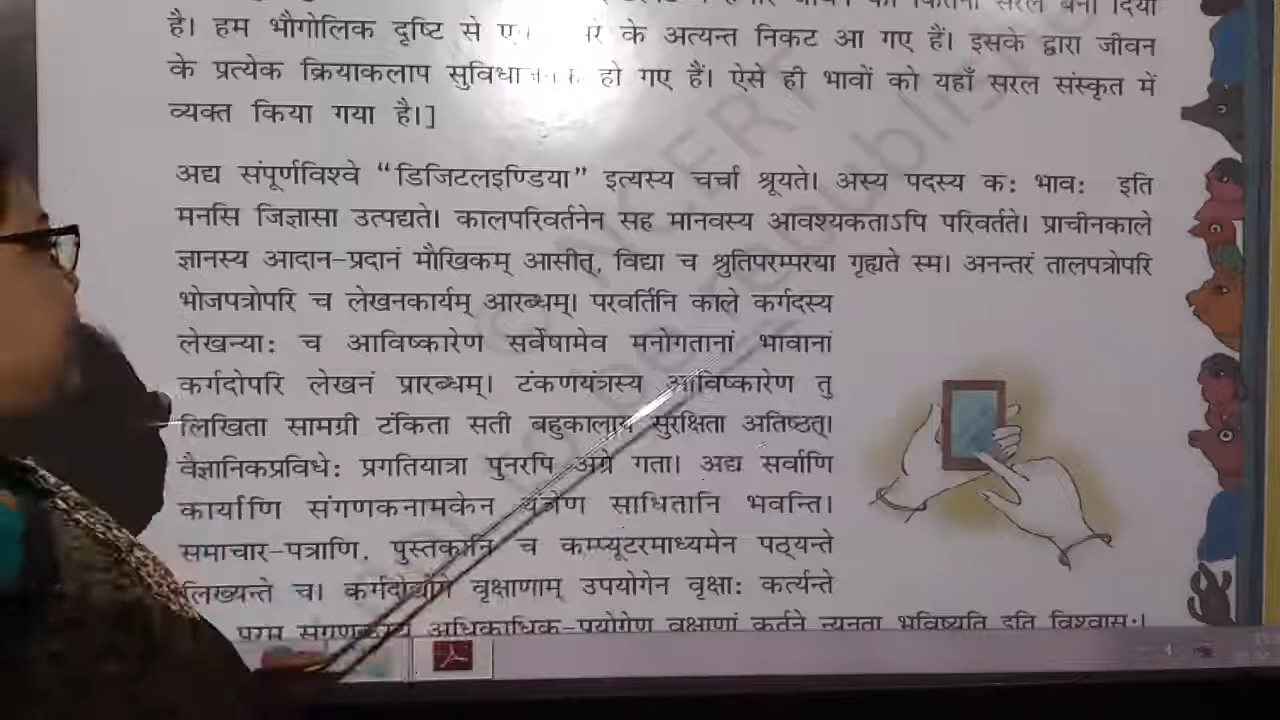 सरल बना दिया
है। हम भौगोलिक दृष्टि से के अत्यन्त निकट आ गए हैं। इसके द्वारा जीवन
के प्रत्येक क्रियाकलाप हो गए हैं। ऐसे ही भावों को यहाँ सरल संस्कृत में
व्यक्त किया गया है।]
अद्य संपूर्णविश्वे “डिजिटलइण्डिया” इत्यस्य चर्चा श्रूयते। अस्य पदस्य कः भावः इति
मनसि जिज्ञासा उत्पद्यते। कालपरिवर्तनेन सह मानवस्य आवश्यकताऽपि परिवर्तते। प्राचीनकाले
ज्ञानस्य आदान-प्रदानं मौखिकम् आसीत्, विद्या च श्रुतिपरम्परया गृह्यते स्म। अनन्तरं तालपत्रोपरि
भोजपत्रोपरि च लेखनकार्यम् आरब्धम्। परवर्तिनि काले कर्गदस्य
लेखन्याः च आविष्कारेण सर्वेषामेव मनोगतानां भावानां
कर्गदोपरि लेखनं प्रारब्धम्। टंकणयंत्रस्य आविष्कारेण तु
लिखिता सामग्री टंकिता सती बहुकालाय सुरक्षिता अतिष्ठत्।
वैज्ञानिकप्रविधेः प्रगतियात्रा पुनरपि अग्रे गता। अद्य सर्वाणि
कार्याणि संगणकनामकेन यंत्रेण साधितानि भवन्ति।
समाचार-पत्राणि, पुस्तकानि च कम्प्यूटरमाध्यमेन पठ्यन्ते
लिख्यन्ते च। कर्गदोद्योगे वृक्षाणाम् उपयोगेन वृक्षाः कर्त्यन्ते
परम् संगणकस्य अधिकाधिक-प्रयोगेण वृक्षाणां कर्तने न्यूनता भविष्यति इति विश्वासः।